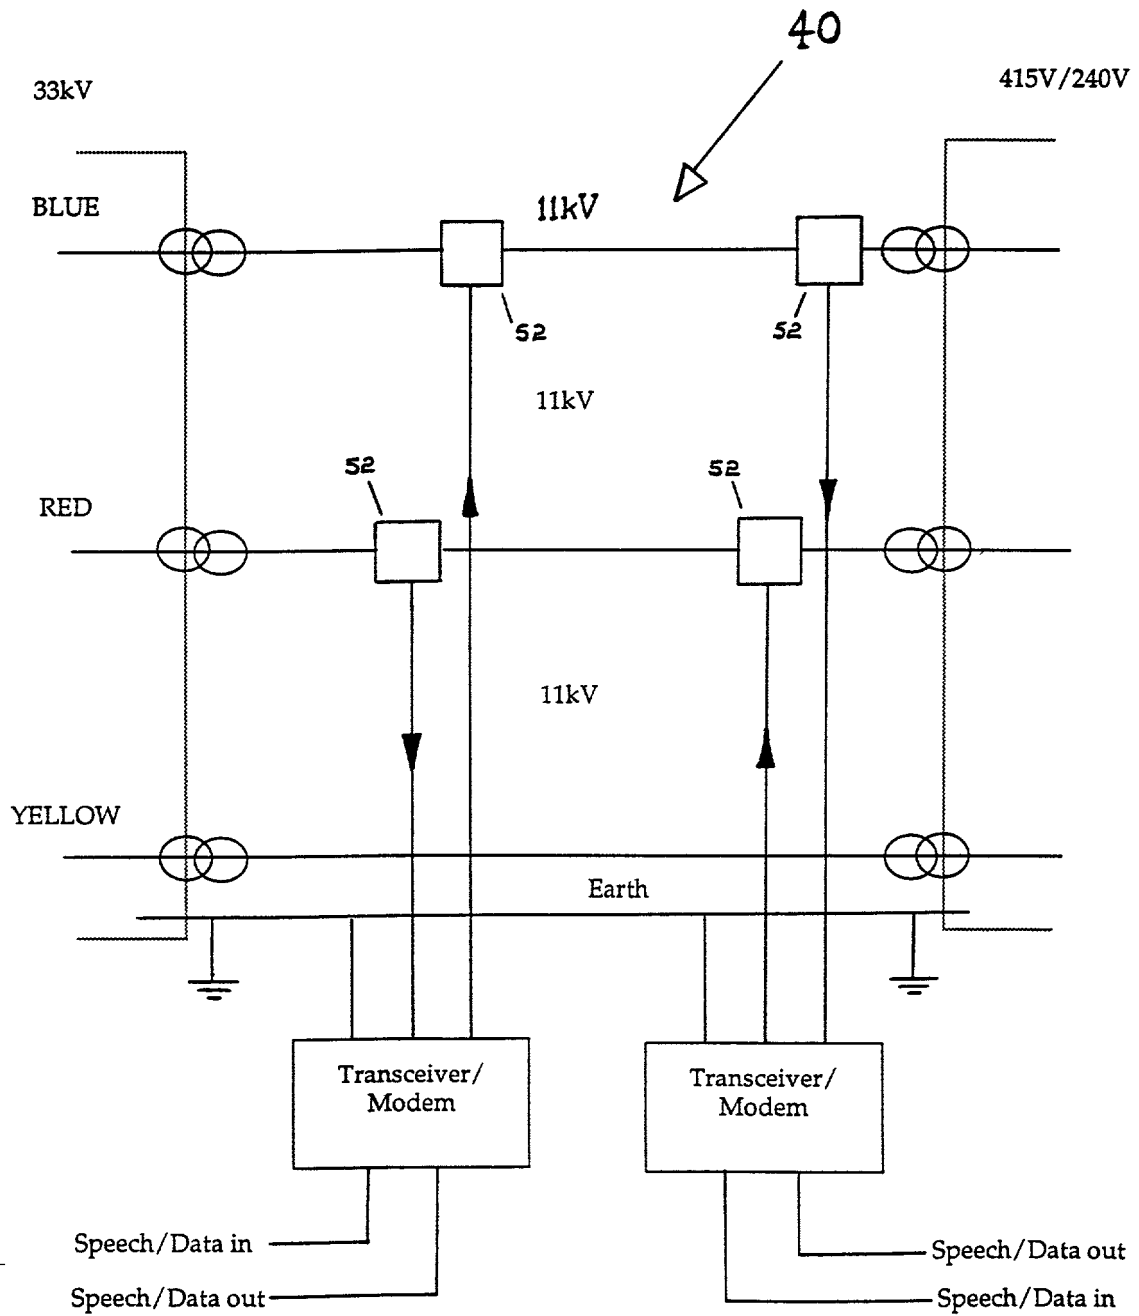 40
33kV
415V/240V
BLUE
11kV
52
52
11kV
52
52
RED
11kV
YELLOW
Earth
Transceiver/
Modem
Transceiver/
Modem
Speech/Data in
Speech/Data out
Speech/Data out
Speech/Data in